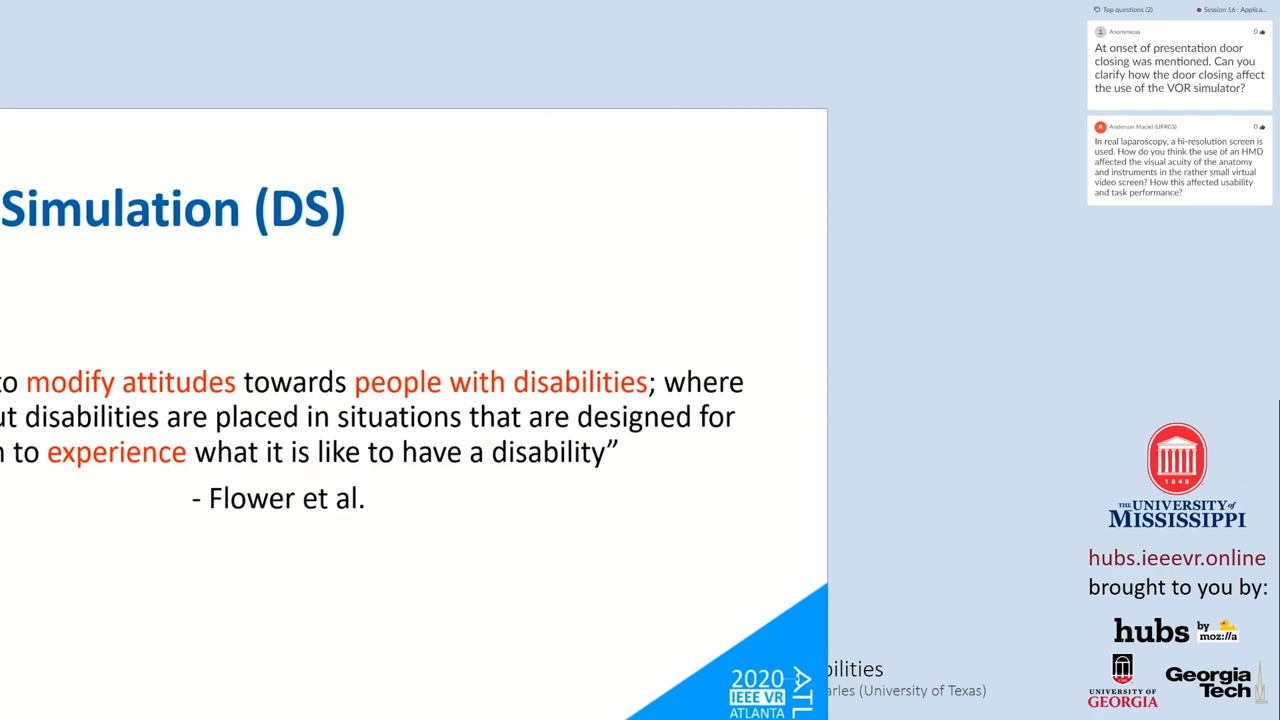 Top questions (2)
Session 16 : Applica...
Anonymous
0
At onset of presentation door
closing was mentioned. Can you
clarify how the door closing affect
the use of the VOR simulator?
A
Anderson Maciel (UFRGS)
0
In real laparoscopy, a hi-resolution screen is
used. How do you think the use of an HMD
affected the visual acuity of the anatomy
and instruments in the rather small virtual
video screen? How this affected usability
and task performance?
Simulation (DS)
to modify attitudes towards people with disabilities; where
ut disabilities are placed in situations that are designed for
n to experience what it is like to have a disability”
- Flower et al.
2020
IEEE VR
ATLANTA
ATL
bilities
arles (University of Texas)
1848
THE UNIVERSITY of
MISSISSIPPI
hubs.ieeevr.online
brought to you by:
hubs by
moz://a
UNIVERSITY OF
GEORGIA
Georgia
Tech